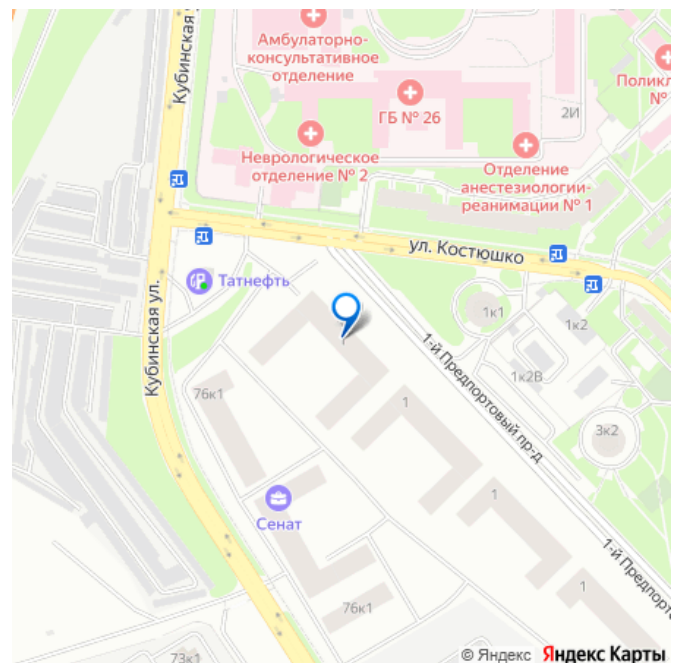 Кубинская у
Амбулаторно-
консультативное
отделение
ГБ № 26
2И
Поликл
№
Неврологическое
отделение № 2
Отделение
анестезиологии-
реанимации № 1
ул. Костюшко
Татнефть
Кубинская ул.
1к1
1к2
1-й Предпортовый пр-д
1к2В
76к1
1
3к2
1
Сенат
1-й Предпорто
76к1
1
73к1
© Яндекс Яндекс Карты